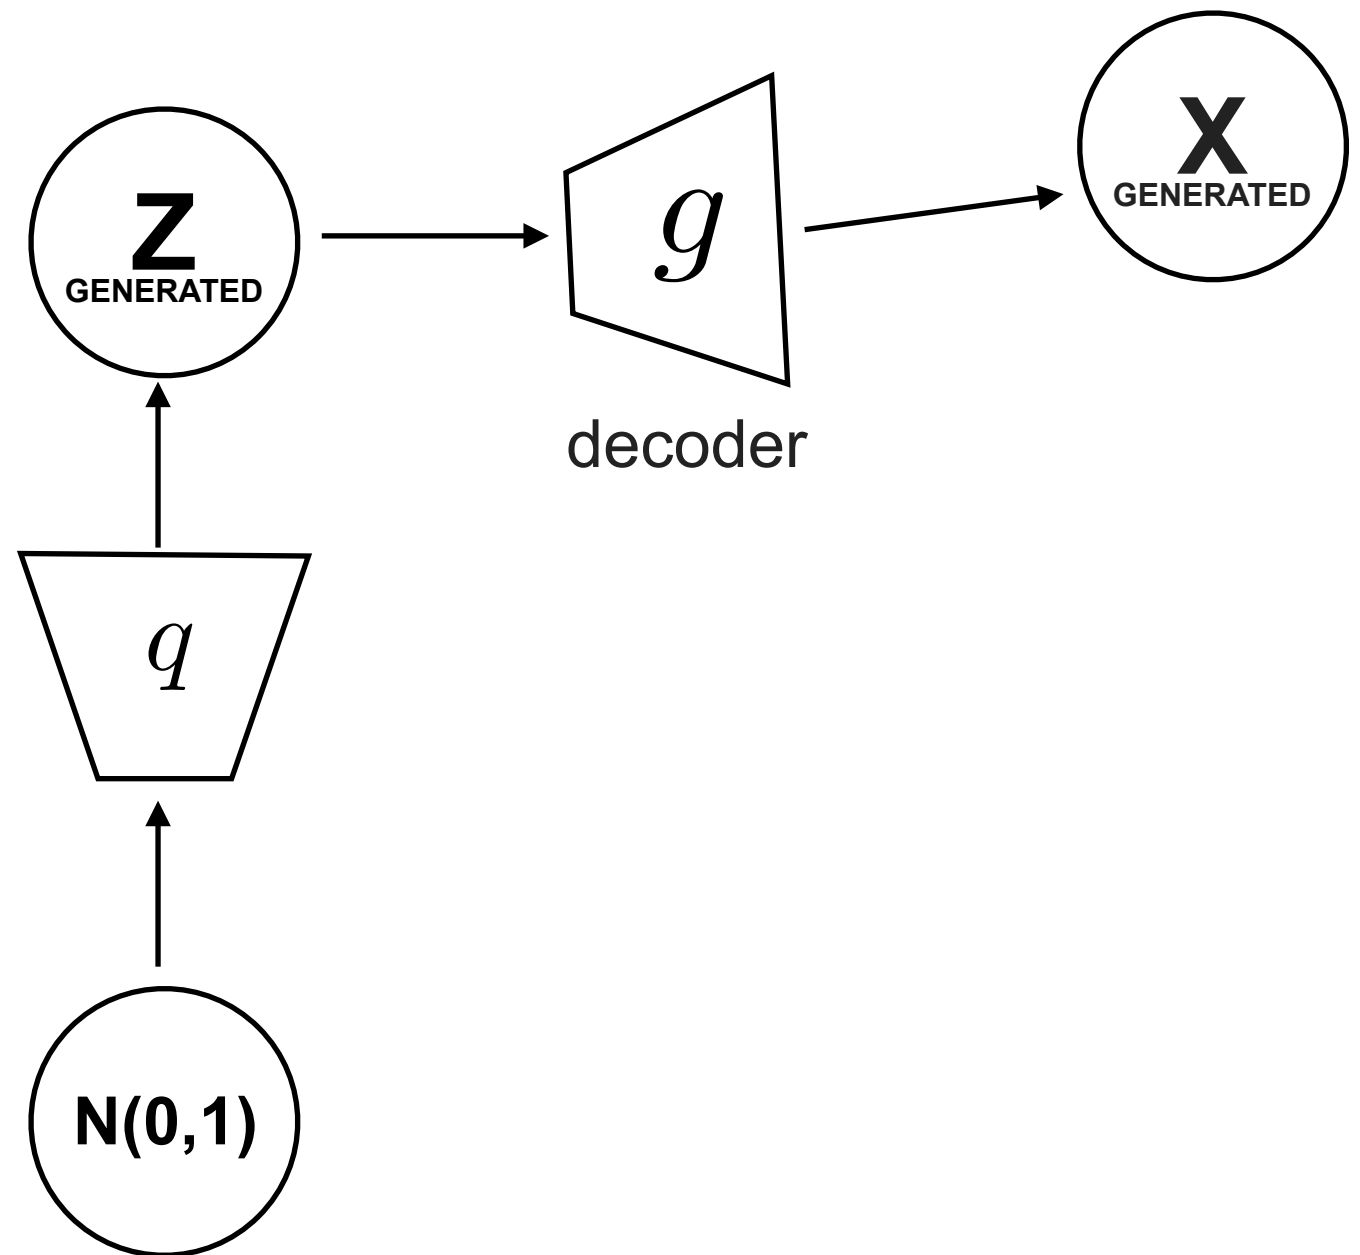 Z
GENERATED
g
X
GENERATED
decoder
q
N(0,1)